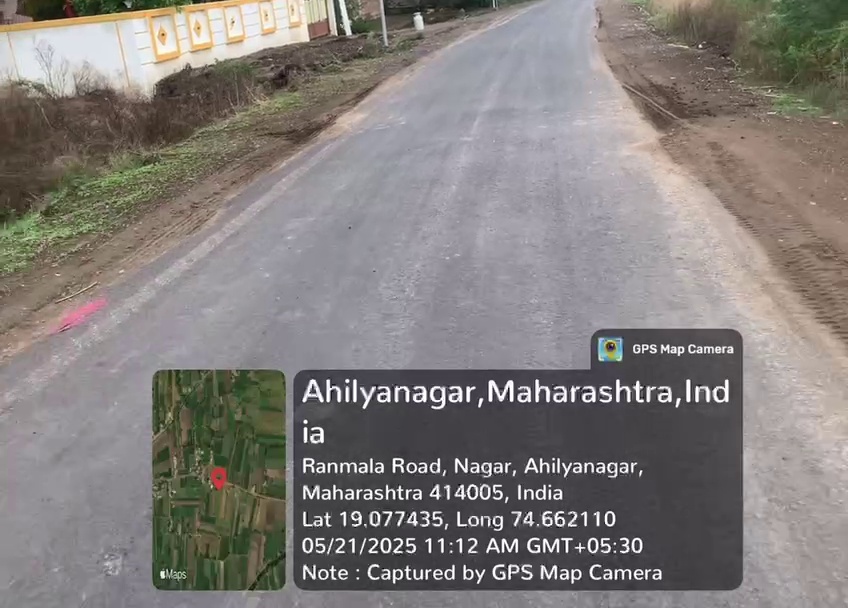 GPS Map Camera
Ahilyanagar,Maharashtra,Ind
ia
Ranmala Road, Nagar, Ahilyanagar,
Maharashtra 414005, India
Lat 19.077435, Long 74.662110
05/21/2025 11:12 AM GMT+05:30
Note : Captured by GPS Map Camera
Maps